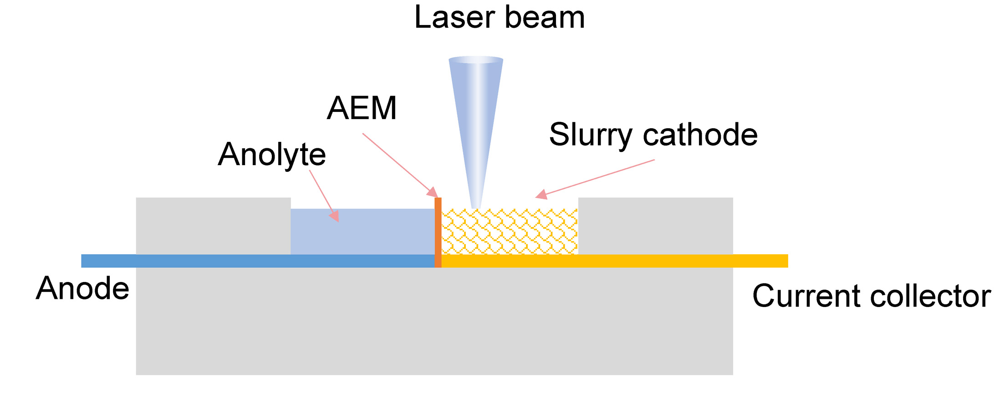 Laser beam
AEM
Slurry cathode
Anolyte
Anode
Current collector